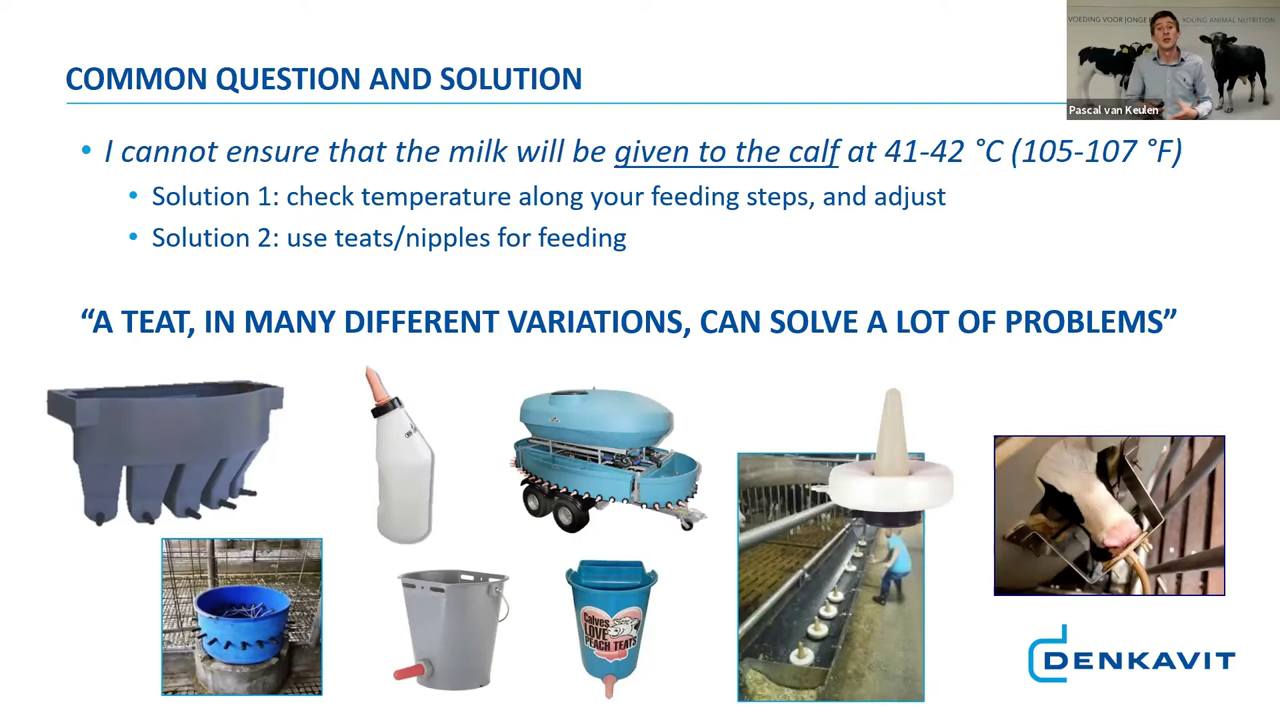 VOEDING VOOR JONGE
YOUNG ANIMAL NUTRITION
Pascal van Keulen
COMMON QUESTION AND SOLUTION
• I cannot ensure that the milk will be given to the calf at 41-42 °C (105-107 °F)
• Solution 1: check temperature along your feeding steps, and adjust
• Solution 2: use teats/nipples for feeding
“A TEAT, IN MANY DIFFERENT VARIATIONS, CAN SOLVE A LOT OF PROBLEMS”
Calves
LOVE
PEACH TEATS
DENKAVIT